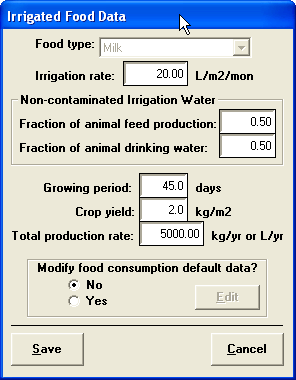 Irrigated Food Data
Food type: Milk
Irrigation rate: 20.00 L/m2/mon
Non-contaminated Irrigation Water
Fraction of animal feed production: 0.50
Fraction of animal drinking water: 0.50
Growing period: 45.0 days
Crop yield: 2.0 kg/m2
Total production rate: 5000.00 kg/yr or L/yr
Modify food consumption default data?
No
Yes Edit
Save Cancel